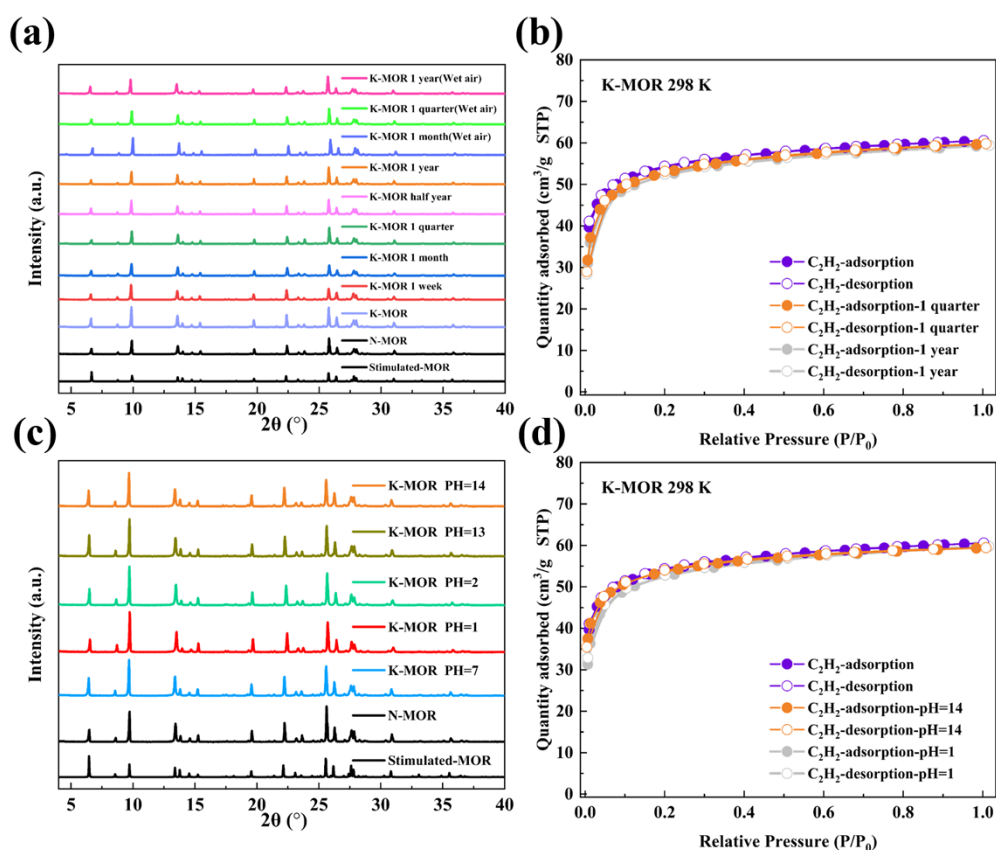 (a)
K-MOR 1 year(Wet air)
K-MOR 1 quarter(Wet air)
K-MOR 1 month(Wet air)
K-MOR 1 year
K-MOR half year
K-MOR 1 quarter
K-MOR 1 month
K-MOR 1 week
K-MOR
N-MOR
Stimulated-MOR
Intensity (a.u.)
5 10 15 20 25 30 35 40
2θ (°)
(b)
K-MOR 298 K
80
70
60
50
40
30
20
10
0
Quantity adsorbed (cm³/g STP)
C₂H₂-adsorption
C₂H₂-desorption
C₂H₂-adsorption-1 quarter
C₂H₂-desorption-1 quarter
C₂H₂-adsorption-1 year
C₂H₂-desorption-1 year
0.0 0.2 0.4 0.6 0.8 1.0
Relative Pressure (P/P₀)
(c)
K-MOR PH=14
K-MOR PH=13
K-MOR PH=2
K-MOR PH=1
K-MOR PH=7
N-MOR
Stimulated-MOR
Intensity (a.u.)
5 10 15 20 25 30 35 40
2θ (°)
(d)
K-MOR 298 K
80
70
60
50
40
30
20
10
0
Quantity adsorbed (cm³/g STP)
C₂H₂-adsorption
C₂H₂-desorption
C₂H₂-adsorption-pH=14
C₂H₂-desorption-pH=14
C₂H₂-adsorption-pH=1
C₂H₂-desorption-pH=1
0.0 0.2 0.4 0.6 0.8 1.0
Relative Pressure (P/P₀)